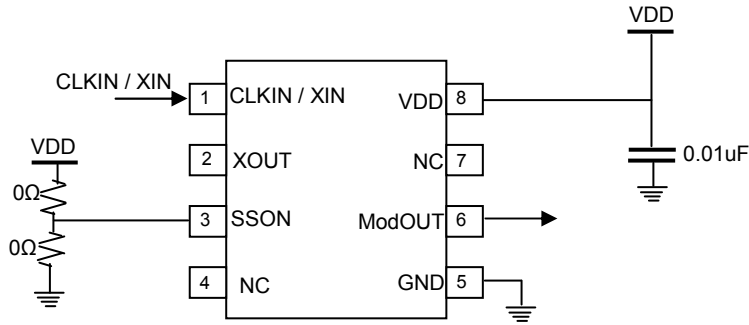 VDD
CLKIN / XIN
1 CLKIN / XIN VDD 8
VDD
2 XOUT NC 7
0.01uF
0Ω
3 SSON ModOUT 6
0Ω
4 NC GND 5